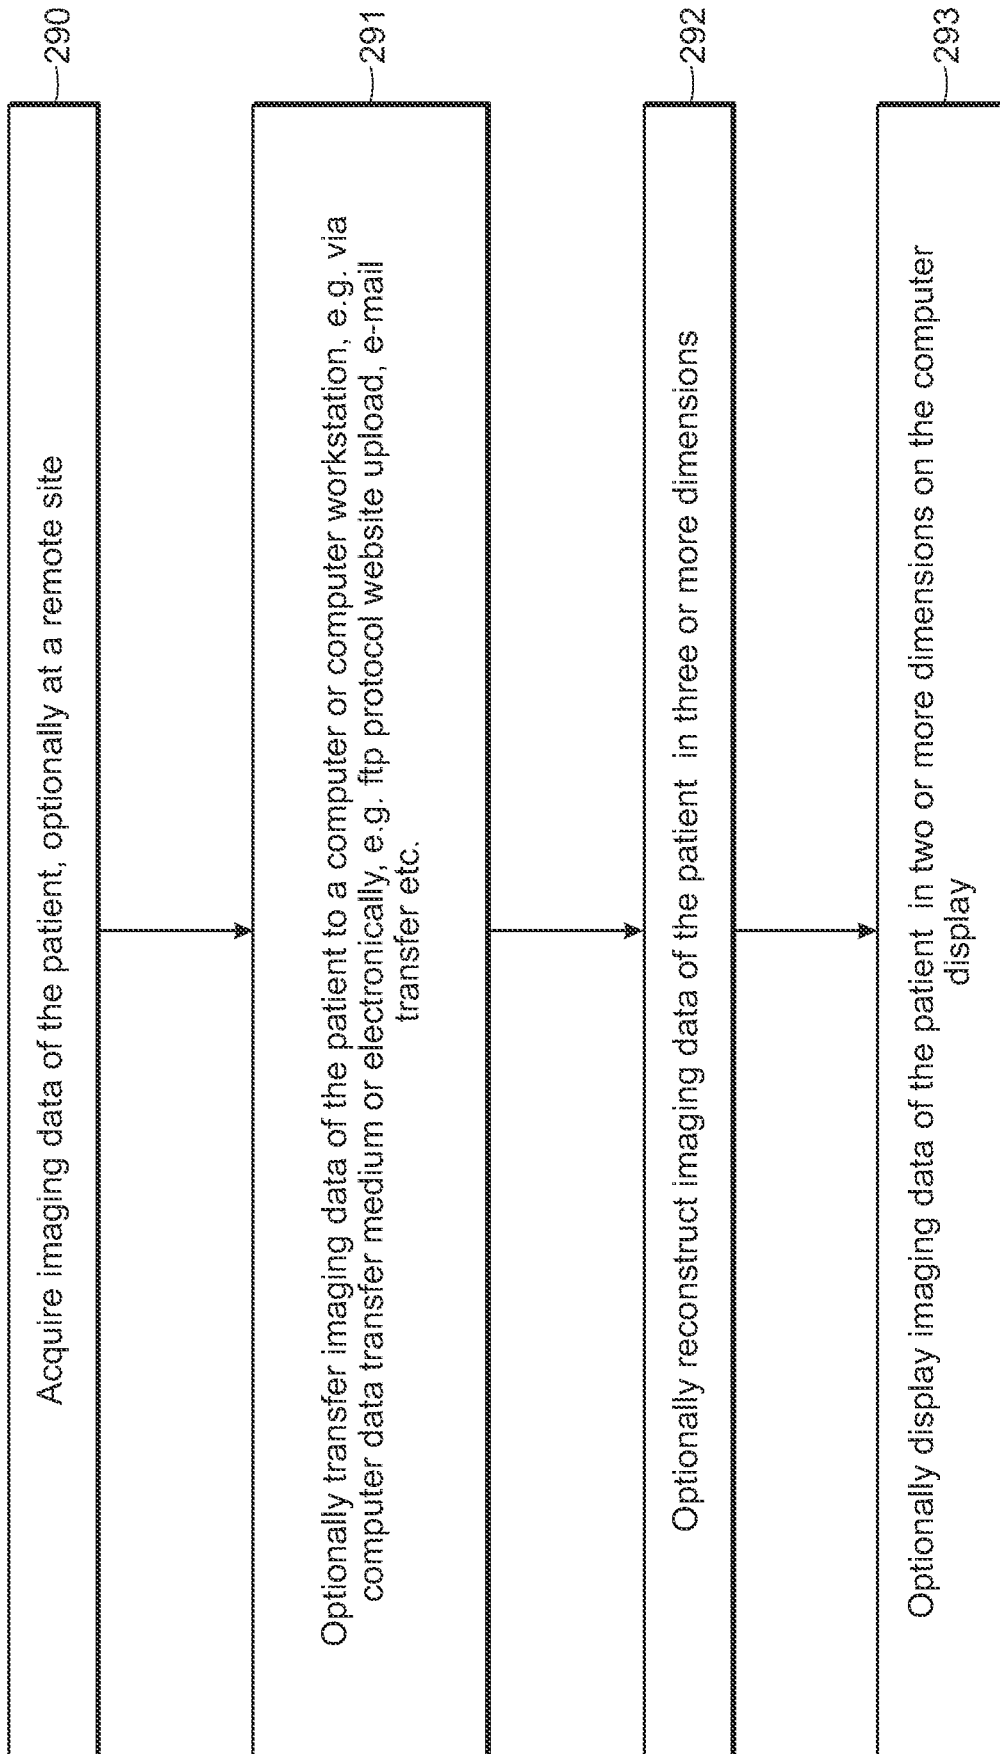 Acquire imaging data of the patient, optionally at a remote site
290
Optionally transfer imaging data of the patient to a computer or computer workstation, e.g. via
computer data transfer medium or electronically, e.g. ftp protocol website upload, e-mail
transfer etc.
291
Optionally reconstruct imaging data of the patient in three or more dimensions
292
Optionally display imaging data of the patient in two or more dimensions on the computer
display
293